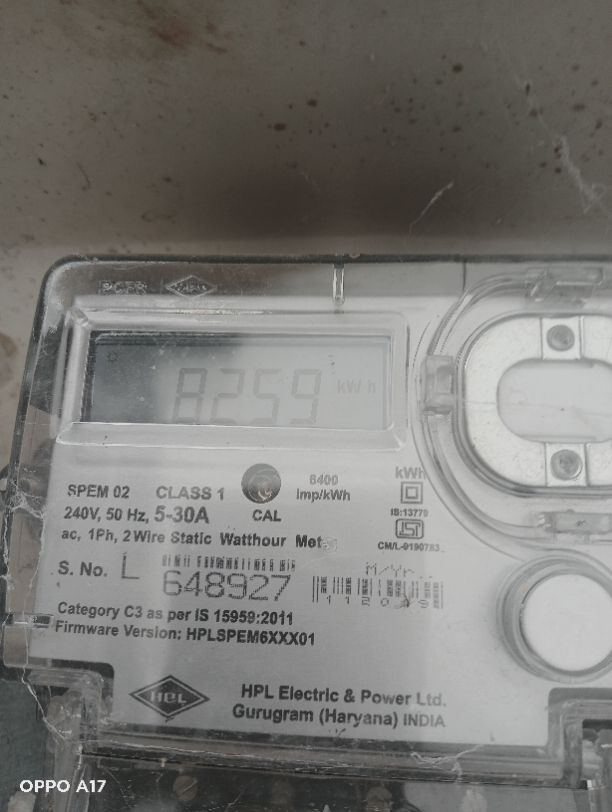 8259 kWh
SPEM 02 CLASS 1
6400
imp/kWh
kWh
240V, 50 Hz, 5-30A
CAL
IS:13779
ac, 1Ph, 2 Wire Static Watthour
CM/L-9190783
S. No. L 648927
M/Yr.
Category C3 as per IS 15959:2011
Firmware Version: HPLSPEM6XXX01
HPL
HPL Electric & Power Ltd.
Gurugram (Haryana) INDIA
OPPO A17